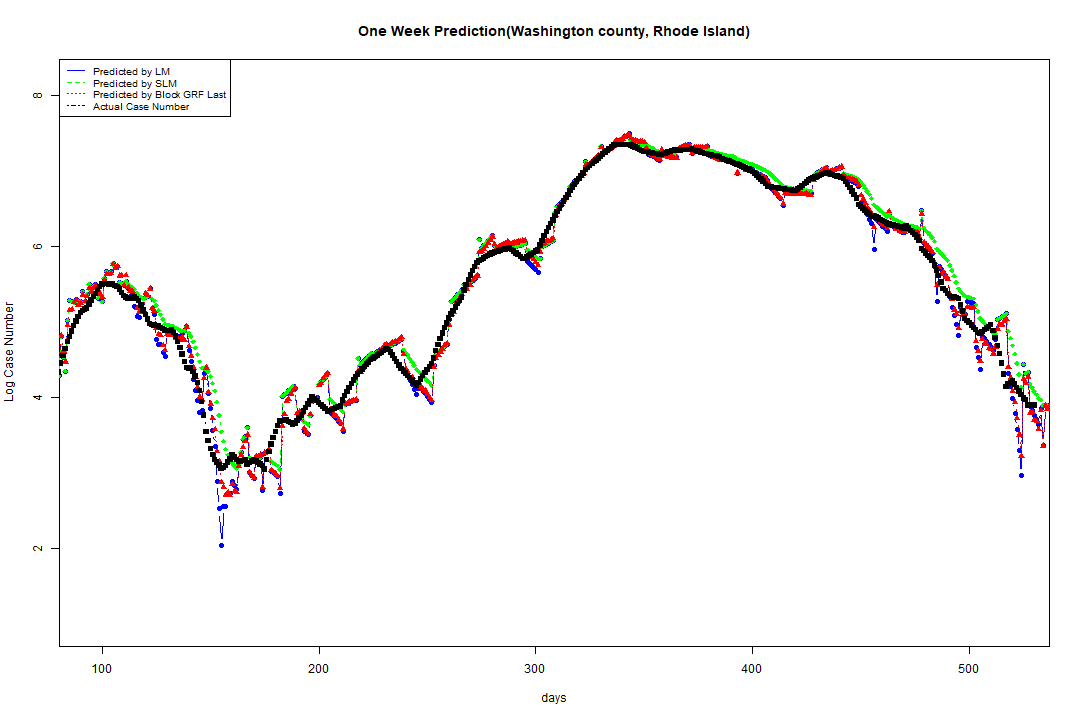 One Week Prediction(Washington county, Rhode Island)
Predicted by LM
Predicted by SLM
Predicted by Block GRF Last
Actual Case Number
Log Case Number
8
6
4
2
100 200 300 400 500
days